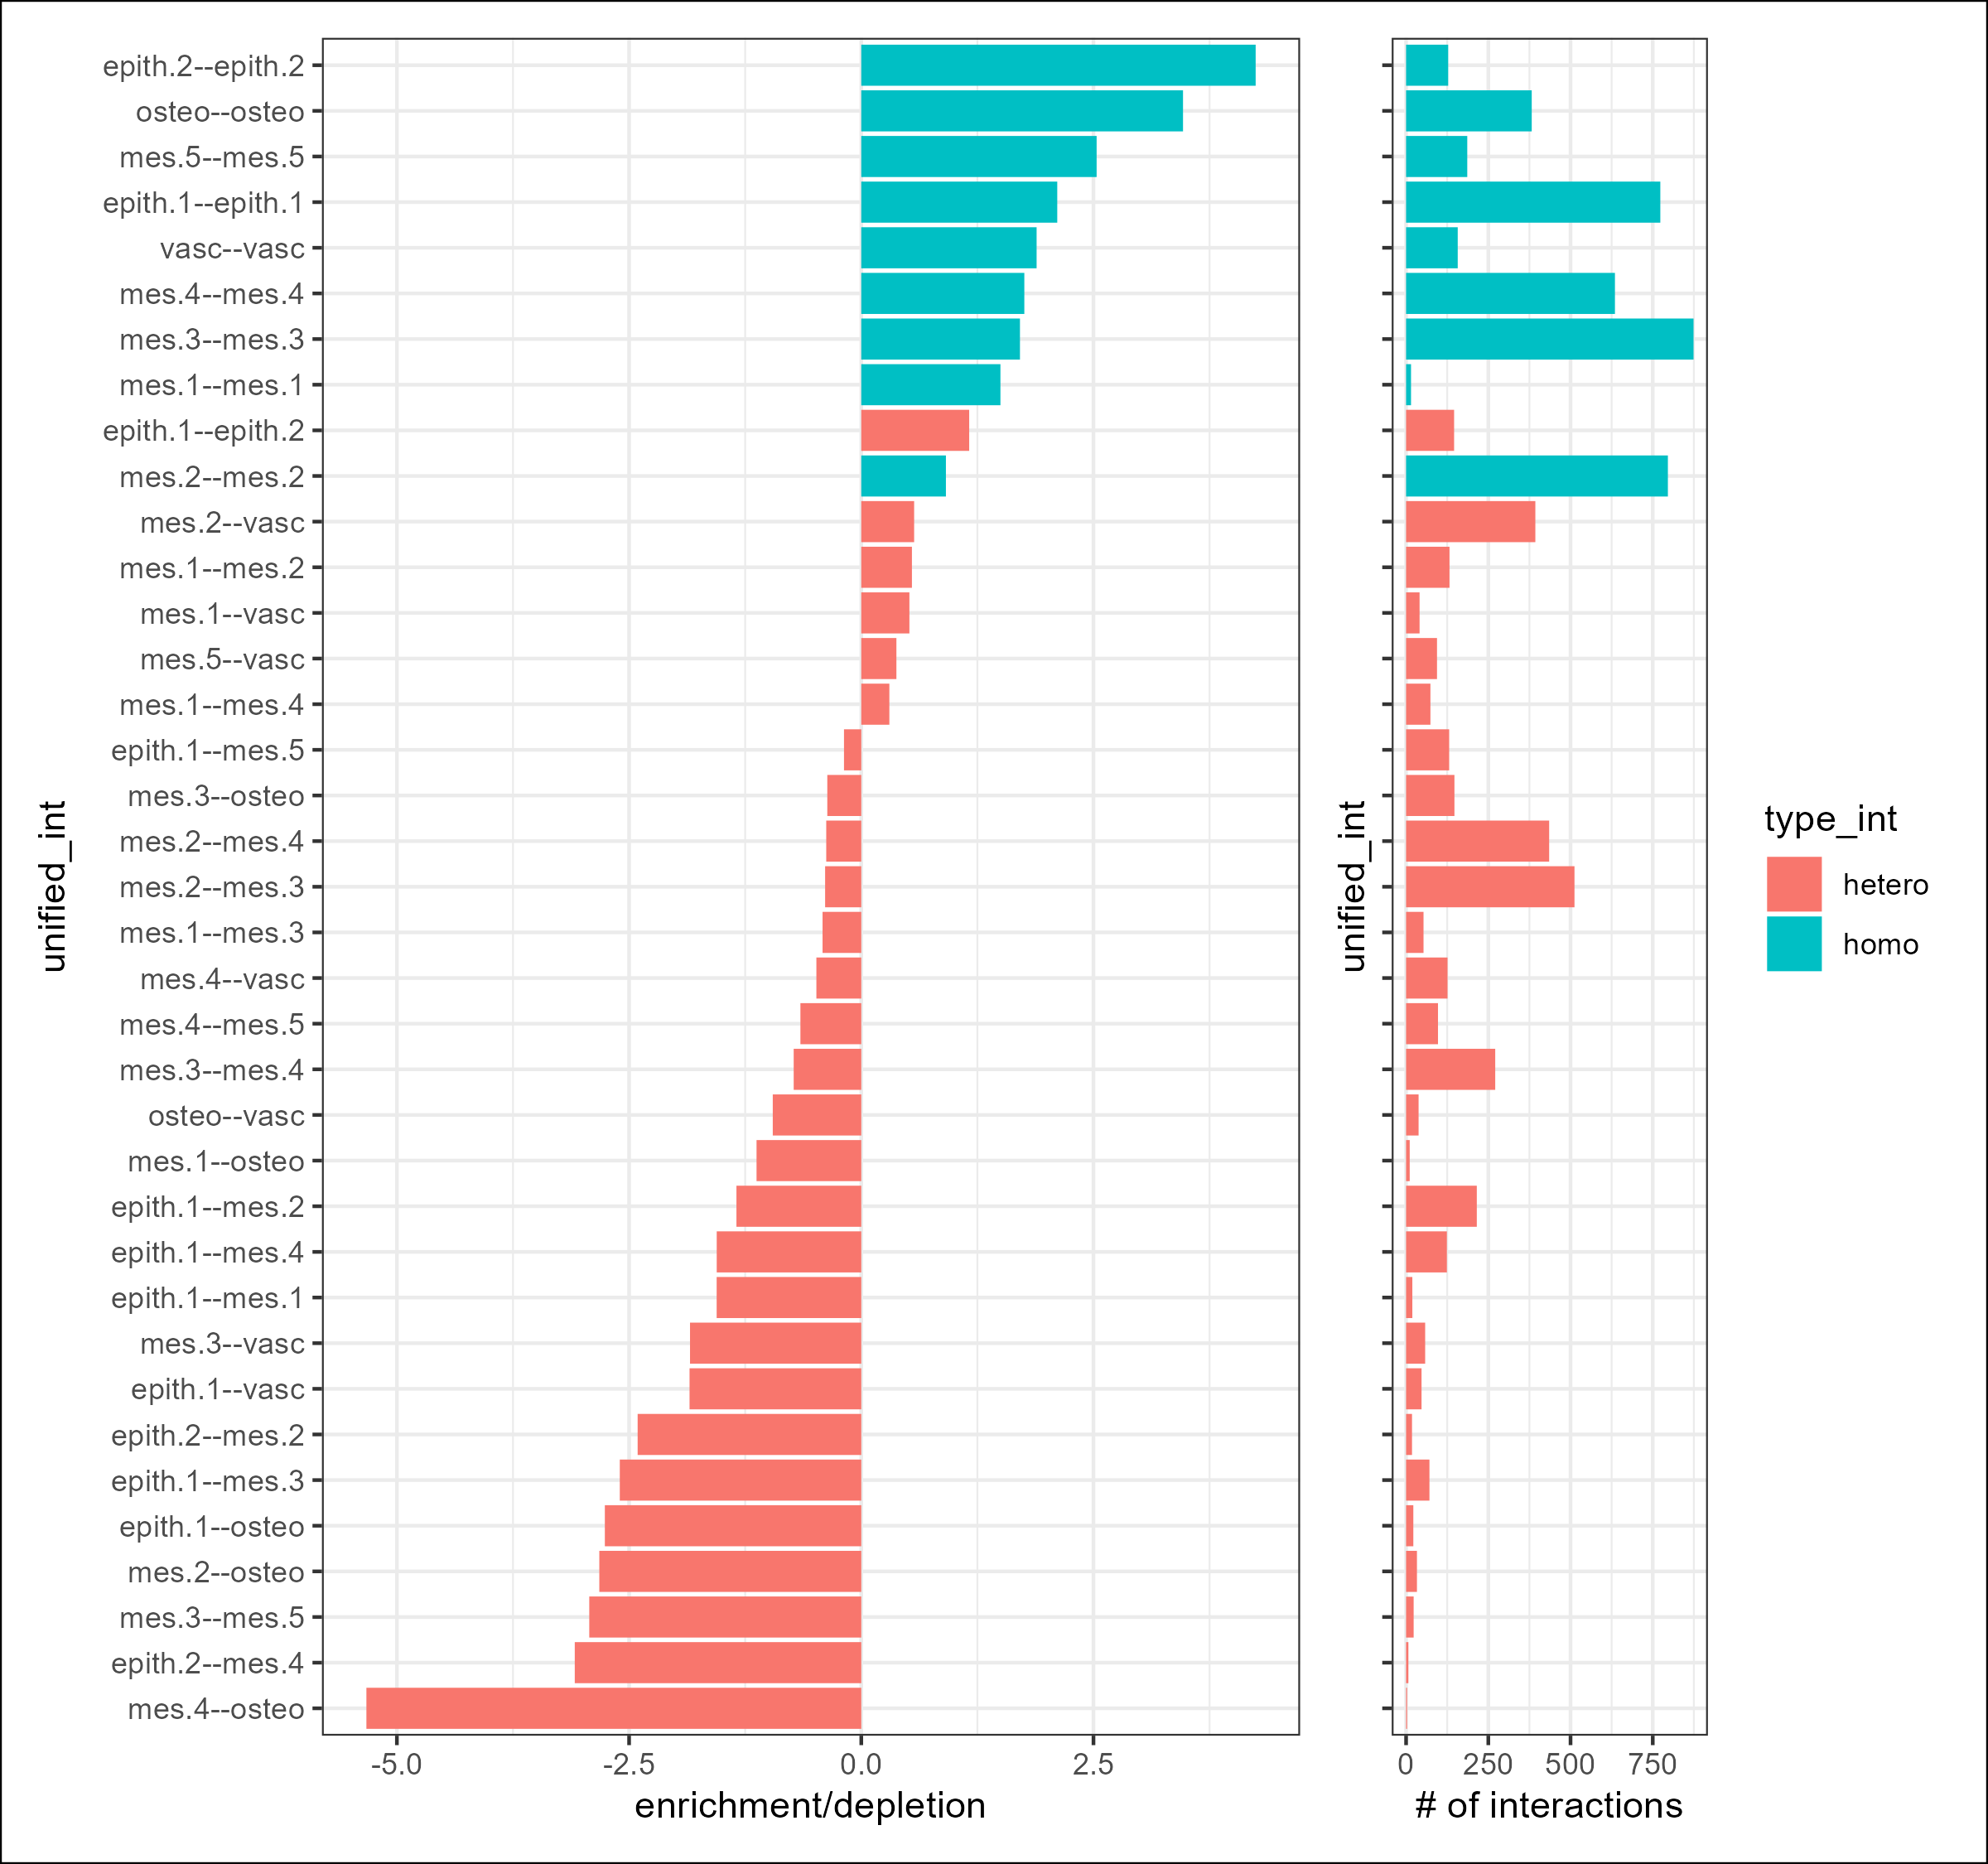 epith.2--epith.2
osteo--osteo
mes.5--mes.5
epith.1--epith.1
vasc--vasc
mes.4--mes.4
mes.3--mes.3
mes.1--mes.1
epith.1--epith.2
mes.2--mes.2
mes.2--vasc
mes.1--mes.2
mes.1--vasc
mes.5--vasc
mes.1--mes.4
epith.1--mes.5
mes.3--osteo
mes.2--mes.4
mes.2--mes.3
mes.1--mes.3
mes.4--vasc
mes.4--mes.5
mes.3--mes.4
osteo--vasc
mes.1--osteo
epith.1--mes.2
epith.1--mes.4
epith.1--mes.1
mes.3--vasc
epith.1--vasc
epith.2--mes.2
epith.1--mes.3
epith.1--osteo
mes.2--osteo
mes.3--mes.5
epith.2--mes.4
mes.4--osteo
unified_int
-5.0 -2.5 0.0 2.5
enrichment/depletion
unified_int
0 250 500 750
# of interactions
type_int
hetero
homo